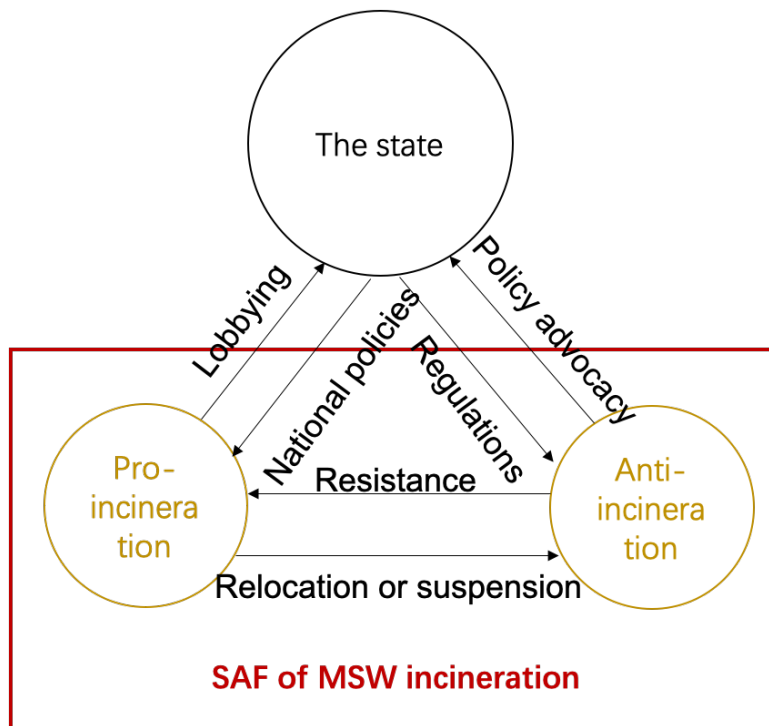 The state
Lobbying
National policies
Regulations
Policy advocacy
Pro-
incinera
tion
Resistance
Relocation or suspension
Anti-
incinera
tion
SAF of MSW incineration